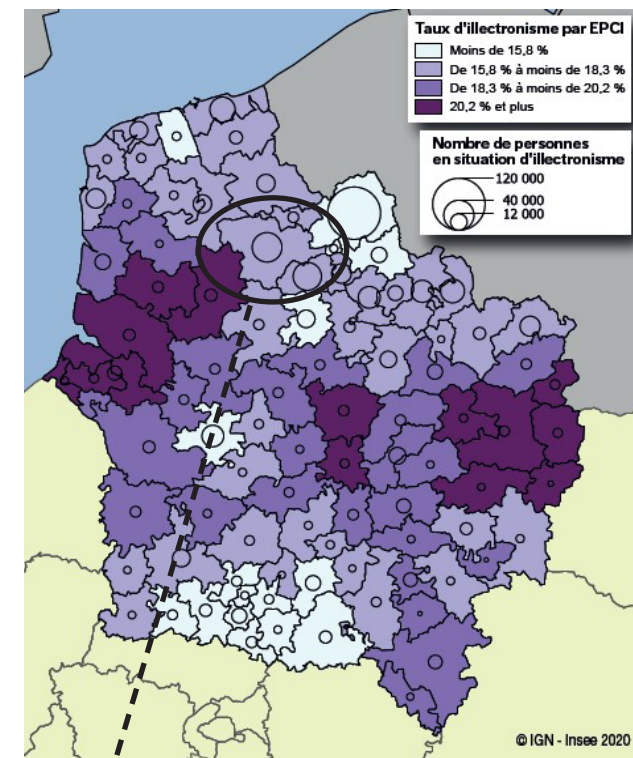 Taux d'illectronisme par EPCI
Moins de 15,8 %
De 15,8 % à moins de 18,3 %
De 18,3 % à moins de 20,2 %
20,2 % et plus
Nombre de personnes
en situation d'illectronisme
120 000
40 000
12 000
© IGN - Insee 2020